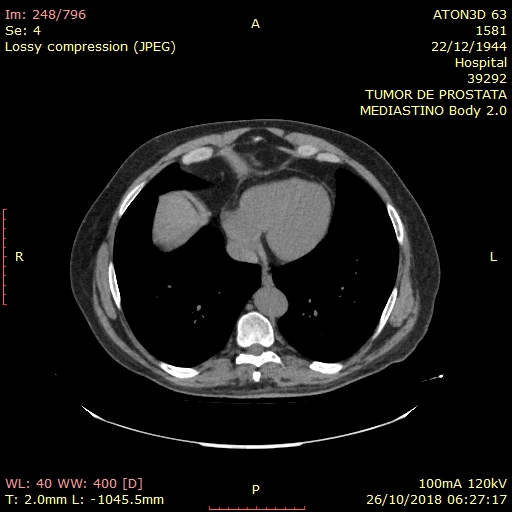 Im: 248/796
Se: 4
Lossy compression (JPEG)
A
ATON3D 63
1581
22/12/1944
Hospital
39292
TUMOR DE PROSTATA
MEDIASTINO Body 2.0
R
L
WL: 40 WW: 400 [D]
T: 2.0mm L: -1045.5mm
P
100mA 120kV
26/10/2018 06:27:17